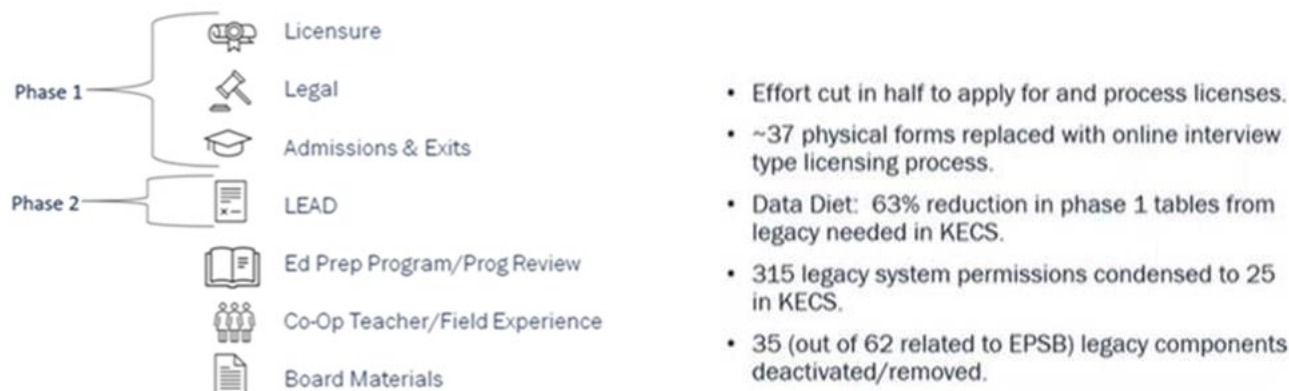 Phase 1
Licensure
Legal
Admissions & Exits
Phase 2
LEAD
Ed Prep Program/Prog Review
Co-Op Teacher/Field Experience
Board Materials
• Effort cut in half to apply for and process licenses.
• ~37 physical forms replaced with online interview
type licensing process.
• Data Diet: 63% reduction in phase 1 tables from
legacy needed in KECS.
• 315 legacy system permissions condensed to 25
in KECS.
• 35 (out of 62 related to EPSB) legacy components
deactivated/removed.